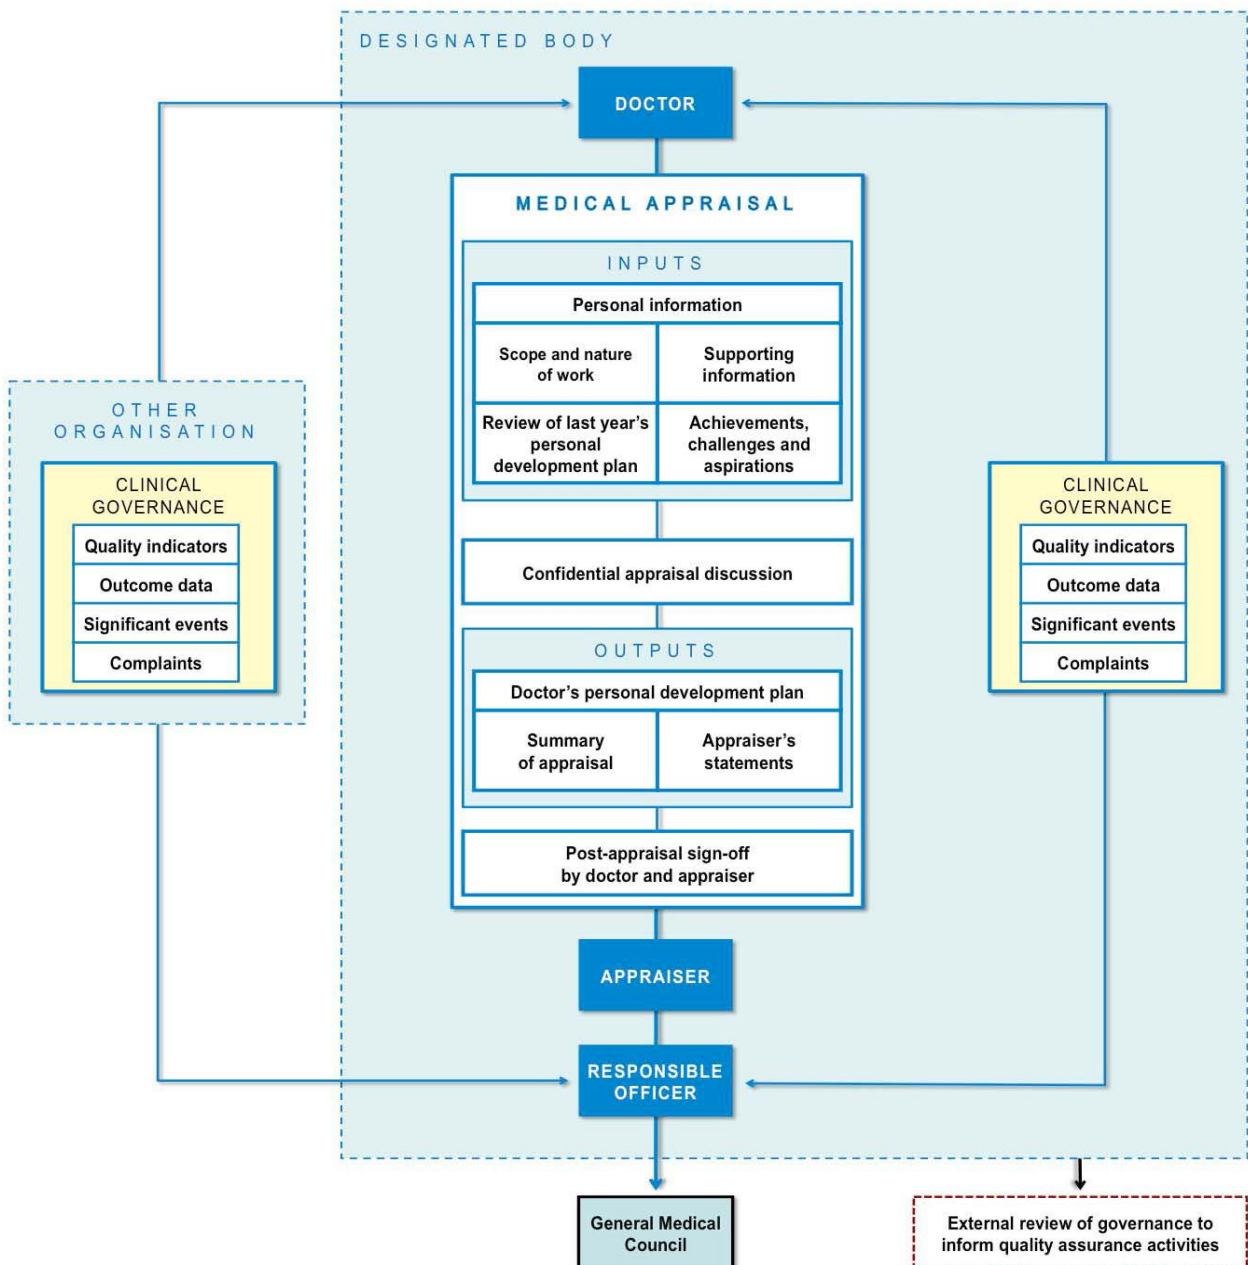 DESIGNATED BODY
DOCTOR
MEDICAL APPRAISAL
INPUTS
Personal information
Scope and nature
of work
Supporting
information
Review of last year's
personal
development plan
Achievements,
challenges and
aspirations
Confidential appraisal discussion
OUTPUTS
Doctor's personal development plan
Summary
of appraisal
Appraiser's
statements
Post-appraisal sign-off
by doctor and appraiser
APPRAISER
RESPONSIBLE
OFFICER
OTHER
ORGANISATION
CLINICAL
GOVERNANCE
Quality indicators
Outcome data
Significant events
Complaints
CLINICAL
GOVERNANCE
Quality indicators
Outcome data
Significant events
Complaints
General Medical
Council
External review of governance to
inform quality assurance activities